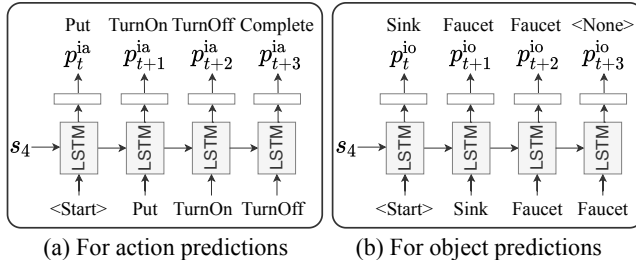 Put TurnOn TurnOff Complete
p_t^{ia} p_{t+1}^{ia} p_{t+2}^{ia} p_{t+3}^{ia}
s_4 LSTM LSTM LSTM LSTM
<Start> Put TurnOn TurnOff
(a) For action predictions
Sink Faucet Faucet <None>
p_t^{io} p_{t+1}^{io} p_{t+2}^{io} p_{t+3}^{io}
s_4 LSTM LSTM LSTM LSTM
<Start> Sink Faucet Faucet
(b) For object predictions